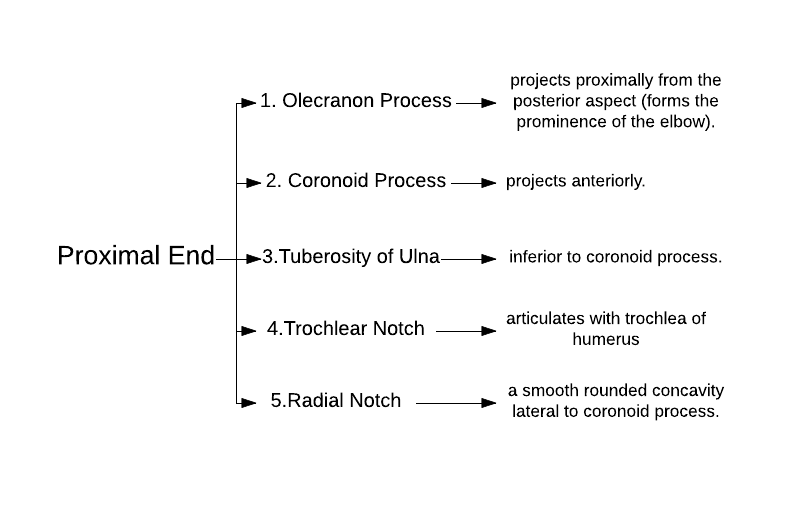 Proximal End
1. Olecranon Process
projects proximally from the
posterior aspect (forms the
prominence of the elbow).
2. Coronoid Process
projects anteriorly.
3.Tuberosity of Ulna
inferior to coronoid process.
4.Trochlear Notch
articulates with trochlea of
humerus
5.Radial Notch
a smooth rounded concavity
lateral to coronoid process.